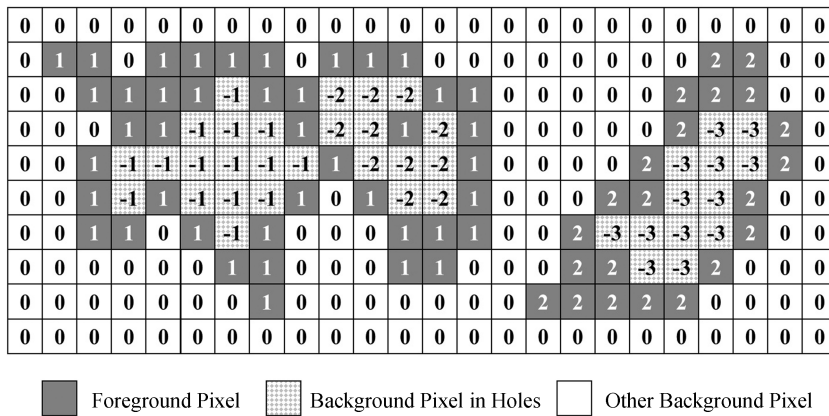 0 0 0 0 0 0 0 0 0 0 0 0 0 0 0 0 0 0 0 0 0 0 0 0
0 1 1 0 1 1 1 1 0 1 1 1 0 0 0 0 0 0 0 0 2 2 0 0
0 0 1 1 1 1 -1 1 1 -2 -2 -2 1 1 0 0 0 0 0 2 2 2 0 0
0 0 0 1 1 -1 -1 -1 1 -2 -2 1 -2 1 0 0 0 0 0 2 -3 -3 2 0
0 0 1 -1 -1 -1 -1 -1 -1 1 -2 -2 -2 1 0 0 0 0 2 -3 -3 -3 2 0
0 0 1 -1 1 -1 -1 -1 1 0 1 -2 -2 1 0 0 0 2 2 -3 -3 2 0 0
0 0 1 1 0 1 -1 1 0 0 0 1 1 1 0 0 2 -3 -3 -3 -3 2 0 0
0 0 0 0 0 0 1 1 0 0 0 1 1 0 0 0 2 2 -3 -3 2 0 0 0
0 0 0 0 0 0 0 1 0 0 0 0 0 0 0 2 2 2 2 2 0 0 0 0
0 0 0 0 0 0 0 0 0 0 0 0 0 0 0 0 0 0 0 0 0 0 0 0
Foreground Pixel Background Pixel in Holes Other Background Pixel